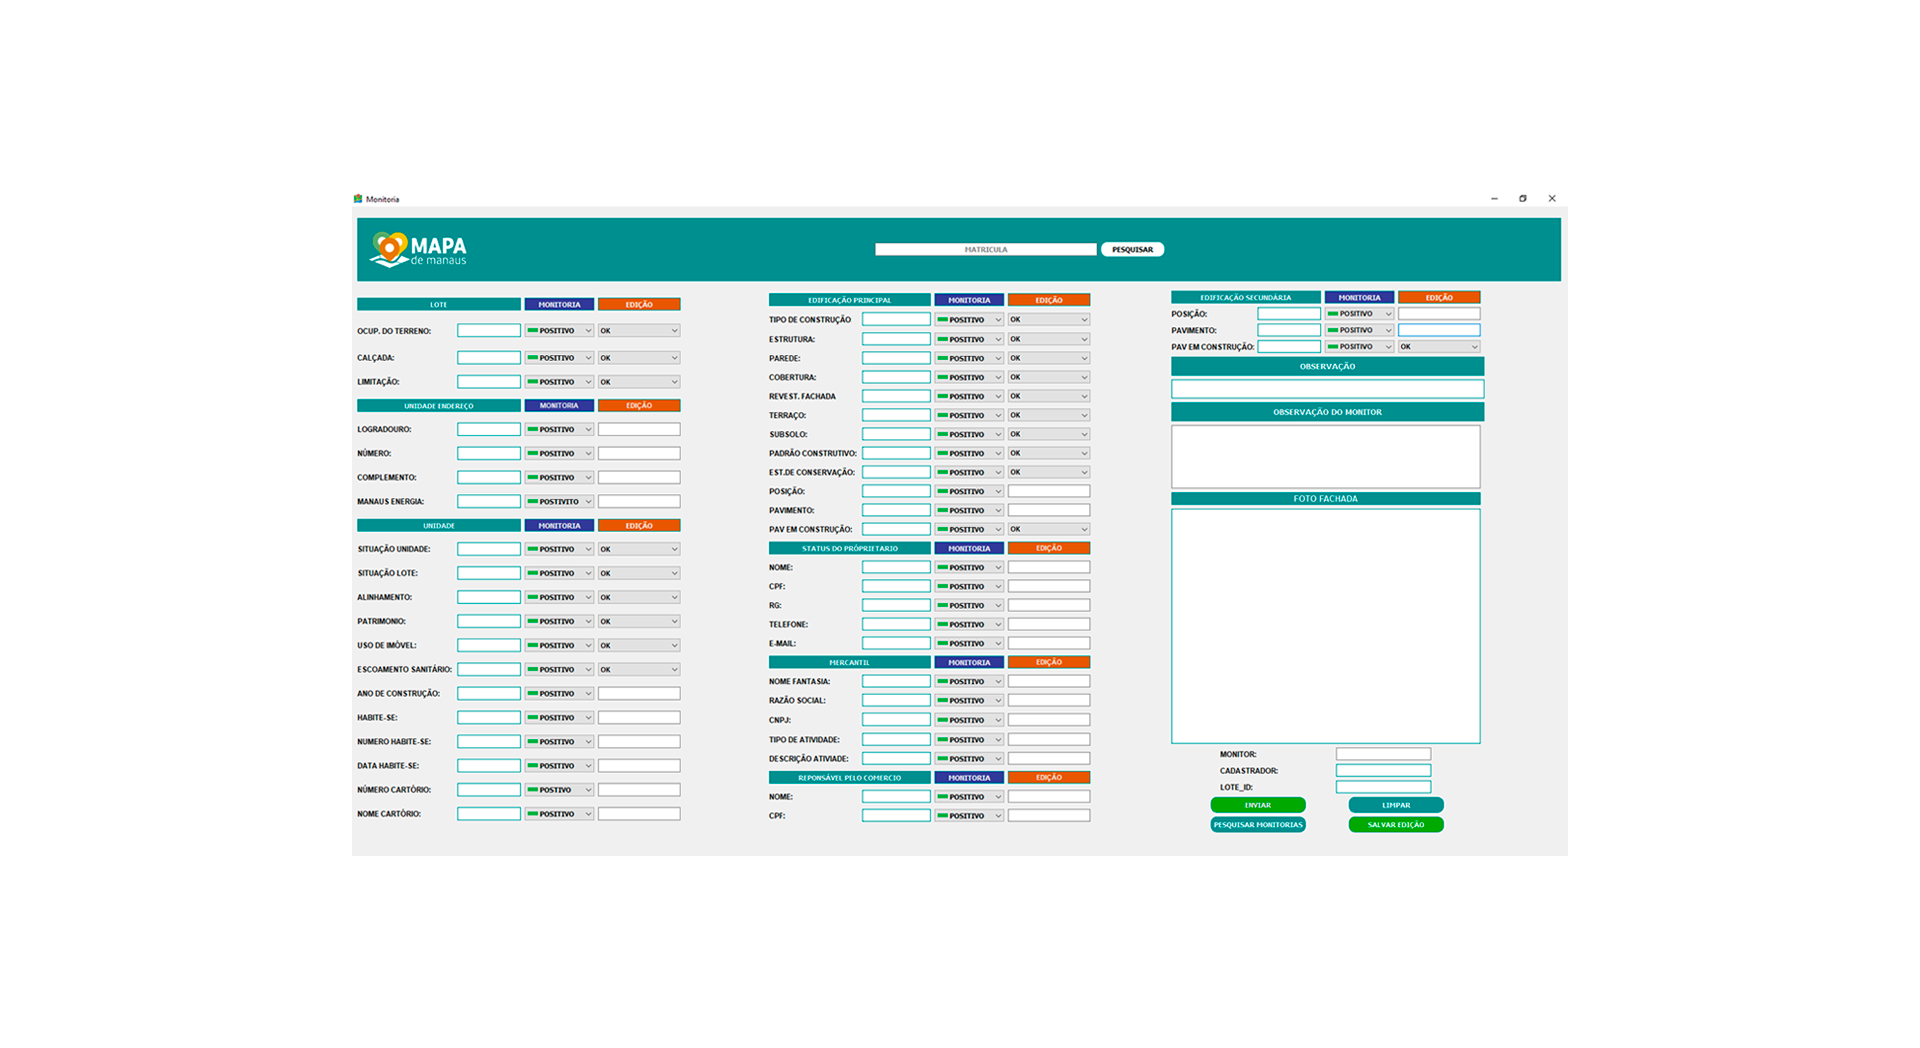 Monitoria
MAPA
de manaus
MATRICULA
PESQUISAR
LOTE MONITORIA EDIÇÃO
OCUP. DO TERRENO: POSITIVO OK
CALÇADA: POSITIVO OK
LIMITAÇÃO: POSITIVO OK
UNIDADE ENDEREÇO MONITORIA EDIÇÃO
LOGRADOURO: POSITIVO
NÚMERO: POSITIVO
COMPLEMENTO: POSITIVO
MANAUS ENERGIA: POSTIVITO
UNIDADE MONITORIA EDIÇÃO
SITUAÇÃO UNIDADE: POSITIVO OK
SITUAÇÃO LOTE: POSITIVO OK
ALINHAMENTO: POSITIVO OK
PATRIMONIO: POSITIVO OK
USO DE IMÓVEL: POSITIVO OK
ESCOAMENTO SANITÁRIO: POSITIVO OK
ANO DE CONSTRUÇÃO: POSITIVO
HABITE-SE: POSITIVO
NUMERO HABITE-SE: POSITIVO
DATA HABITE-SE: POSITIVO
NÚMERO CARTÓRIO: POSTIVO
NOME CARTÓRIO: POSITIVO
EDIFICAÇÃO PRINCIPAL MONITORIA EDIÇÃO
TIPO DE CONSTRUÇÃO POSITIVO OK
ESTRUTURA: POSITIVO OK
PAREDE: POSITIVO OK
COBERTURA: POSITIVO OK
REVEST. FACHADA POSITIVO OK
TERRAÇO: POSITIVO OK
SUBSOLO: POSITIVO OK
PADRÃO CONSTRUTIVO: POSITIVO OK
EST.DE CONSERVAÇÃO: POSITIVO OK
POSIÇÃO: POSITIVO
PAVIMENTO: POSITIVO
PAV EM CONSTRUÇÃO: POSITIVO OK
STATUS DO PRÓPRIETARIO MONITORIA EDIÇÃO
NOME: POSITIVO
CPF: POSITIVO
RG: POSITIVO
TELEFONE: POSITIVO
E-MAIL: POSITIVO
MERCANTIL MONITORIA EDIÇÃO
NOME FANTASIA: POSITIVO
RAZÃO SOCIAL: POSITIVO
CNPJ: POSITIVO
TIPO DE ATIVIDADE: POSITIVO
DESCRIÇÃO ATIVIADE: POSITIVO
REPONSÁVEL PELO COMERCIO MONITORIA EDIÇÃO
NOME: POSITIVO
CPF: POSITIVO
EDIFICAÇÃO SECUNDÁRIA MONITORIA EDIÇÃO
POSIÇÃO: POSITIVO
PAVIMENTO: POSITIVO
PAV EM CONSTRUÇÃO: POSITIVO OK
OBSERVAÇÃO
OBSERVAÇÃO DO MONITOR
FOTO FACHADA
MONITOR:
CADASTRADOR:
LOTE_ID:
ENVIAR LIMPAR
PESQUISAR MONITORIAS SALVAR EDIÇÃO